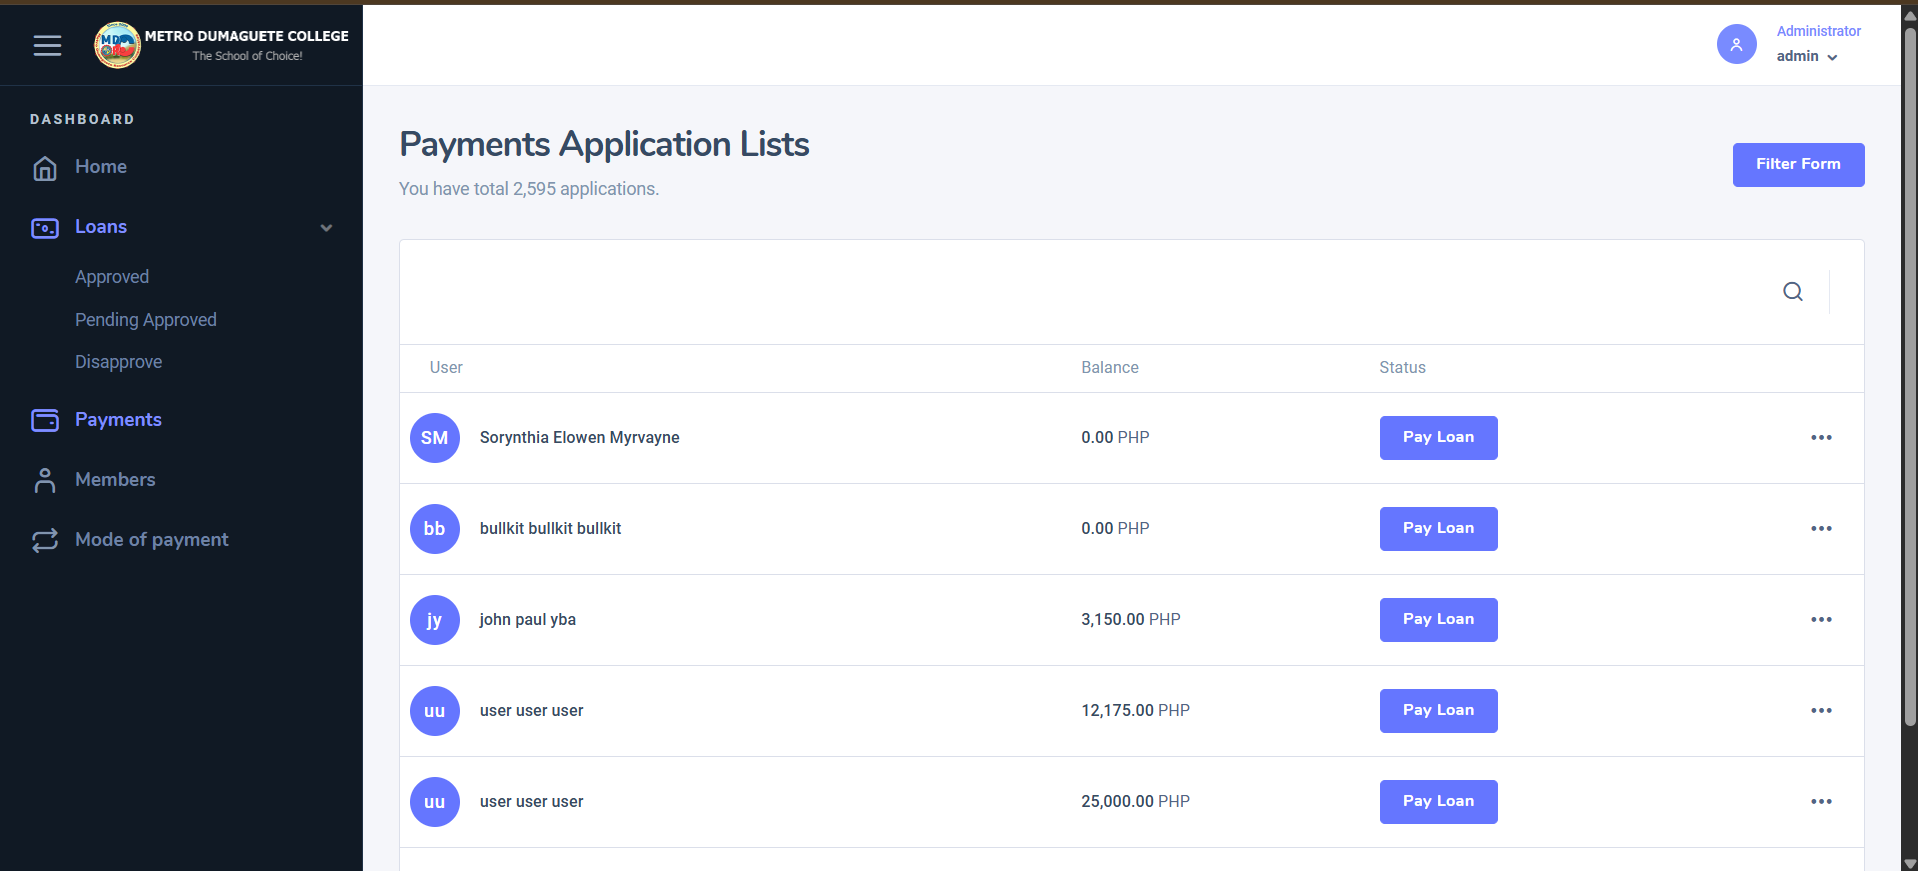 METRO DUMAGUETE COLLEGE
The School of Choice!
Administrator
admin
DASHBOARD
Home
Loans
Approved
Pending Approved
Disapprove
Payments
Members
Mode of payment
Payments Application Lists
You have total 2,595 applications.
Filter Form
User Balance Status
SM Sorynthia Elowen Myrvayne 0.00 PHP Pay Loan
bb bullkit bullkit bullkit 0.00 PHP Pay Loan
jy john paul yba 3,150.00 PHP Pay Loan
uu user user user 12,175.00 PHP Pay Loan
uu user user user 25,000.00 PHP Pay Loan